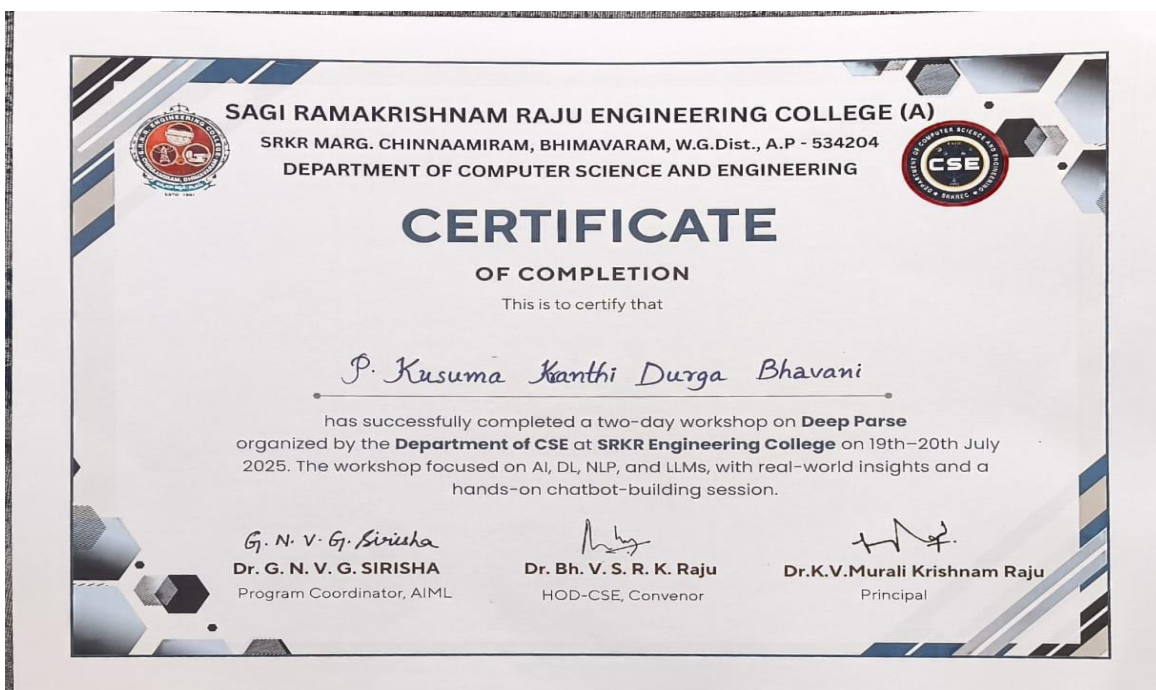 SAGI RAMAKRISHNAM RAJU ENGINEERING COLLEGE (A)
SRKR MARG. CHINNAAMIRAM, BHIMAVARAM, W.G.Dist., A.P - 534204
DEPARTMENT OF COMPUTER SCIENCE AND ENGINEERING
CSE
CERTIFICATE
OF COMPLETION
This is to certify that
P. Kusuma Kanthi Durga Bhavani
has successfully completed a two-day workshop on Deep Parse
organized by the Department of CSE at SRKR Engineering College on 19th–20th July
2025. The workshop focused on AI, DL, NLP, and LLMs, with real-world insights and a
hands-on chatbot-building session.
G. N. V. G. Sirisha
Dr. G. N. V. G. SIRISHA
Program Coordinator, AIML
Dr. Bh. V. S. R. K. Raju
HOD-CSE, Convenor
Dr.K.V.Murali Krishnam Raju
Principal